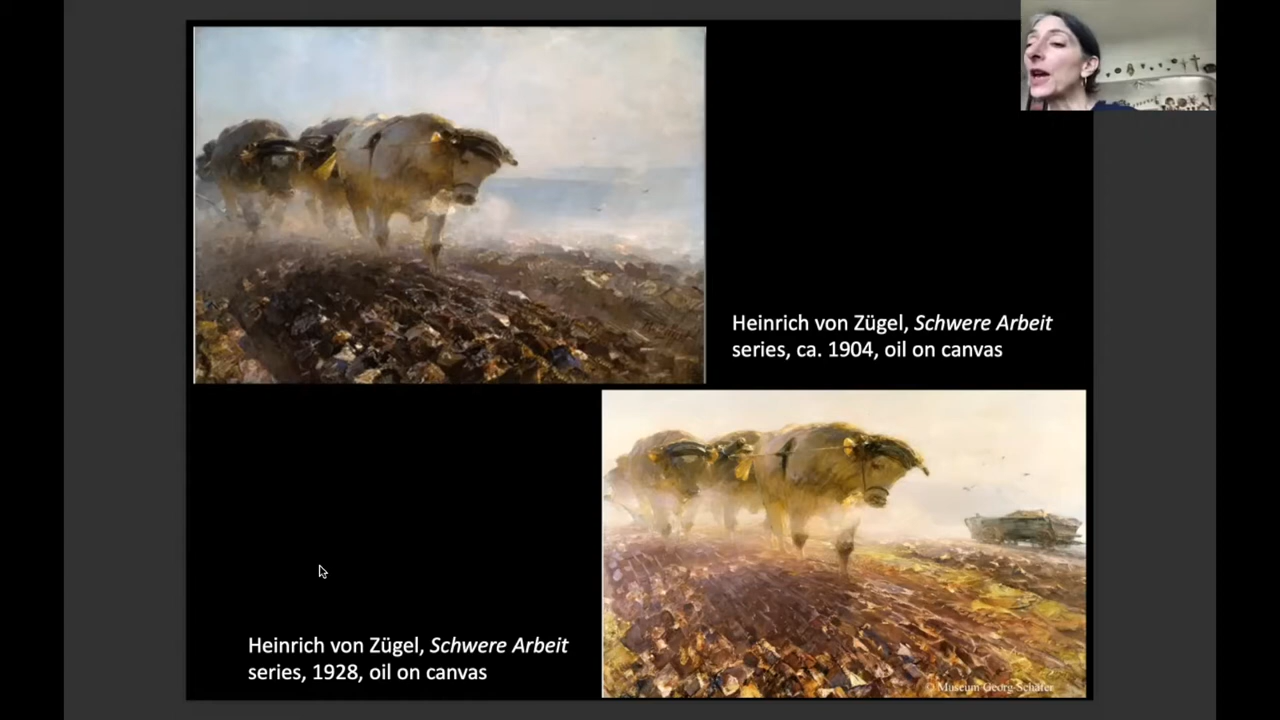 Heinrich von Zügel, Schwere Arbeit
series, ca. 1904, oil on canvas
Heinrich von Zügel, Schwere Arbeit
series, 1928, oil on canvas
© Museum Georg Schäfer